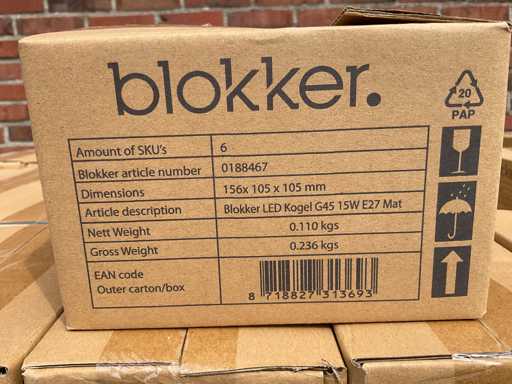 blokker.
20
PAP
Amount of SKU's 6
Blokker article number 0188467
Dimensions 156x 105 x 105 mm
Article description Blokker LED Kogel G45 15W E27 Mat
Nett Weight 0.110 kgs
Gross Weight 0.236 kgs
EAN code
Outer carton/box
8 718827 313693